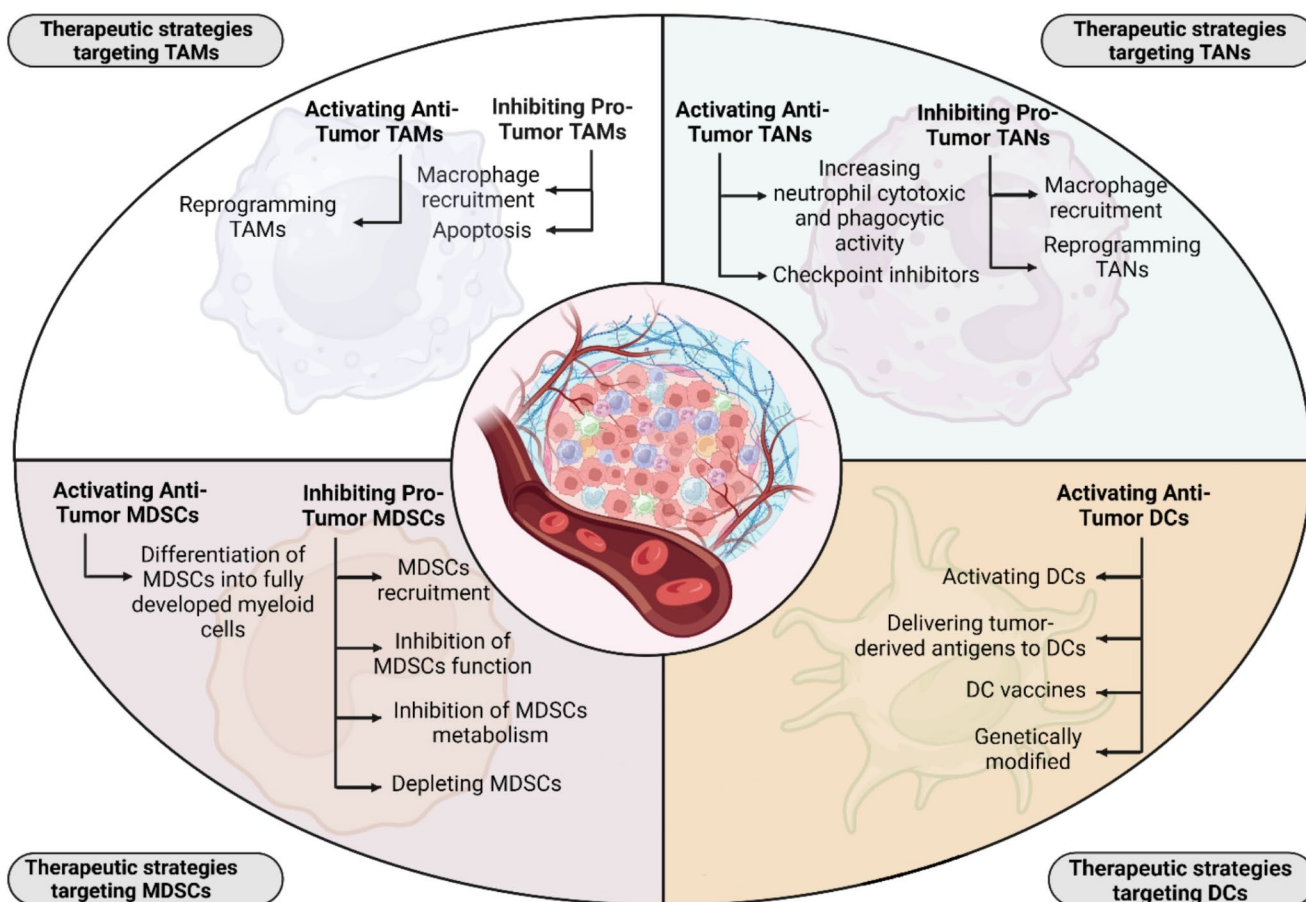 Therapeutic strategies
targeting TAMs
Activating Anti-
Tumor TAMs
Reprogramming
TAMs
Inhibiting Pro-
Tumor TAMs
Macrophage
recruitment
Apoptosis
Therapeutic strategies
targeting TANs
Activating Anti-
Tumor TANs
Increasing
neutrophil cytotoxic
and phagocytic
activity
Checkpoint inhibitors
Inhibiting Pro-
Tumor TANs
Macrophage
recruitment
Reprogramming
TANs
Activating Anti-
Tumor MDSCs
Differentiation of
MDSCs into fully
developed myeloid
cells
Inhibiting Pro-
Tumor MDSCs
MDSCs
recruitment
Inhibition of
MDSCs function
Inhibition of MDSCs
metabolism
Depleting MDSCs
Therapeutic strategies
targeting MDSCs
Activating Anti-
Tumor DCs
Activating DCs
Delivering tumor-
derived antigens to DCs
DC vaccines
Genetically
modified
Therapeutic strategies
targeting DCs